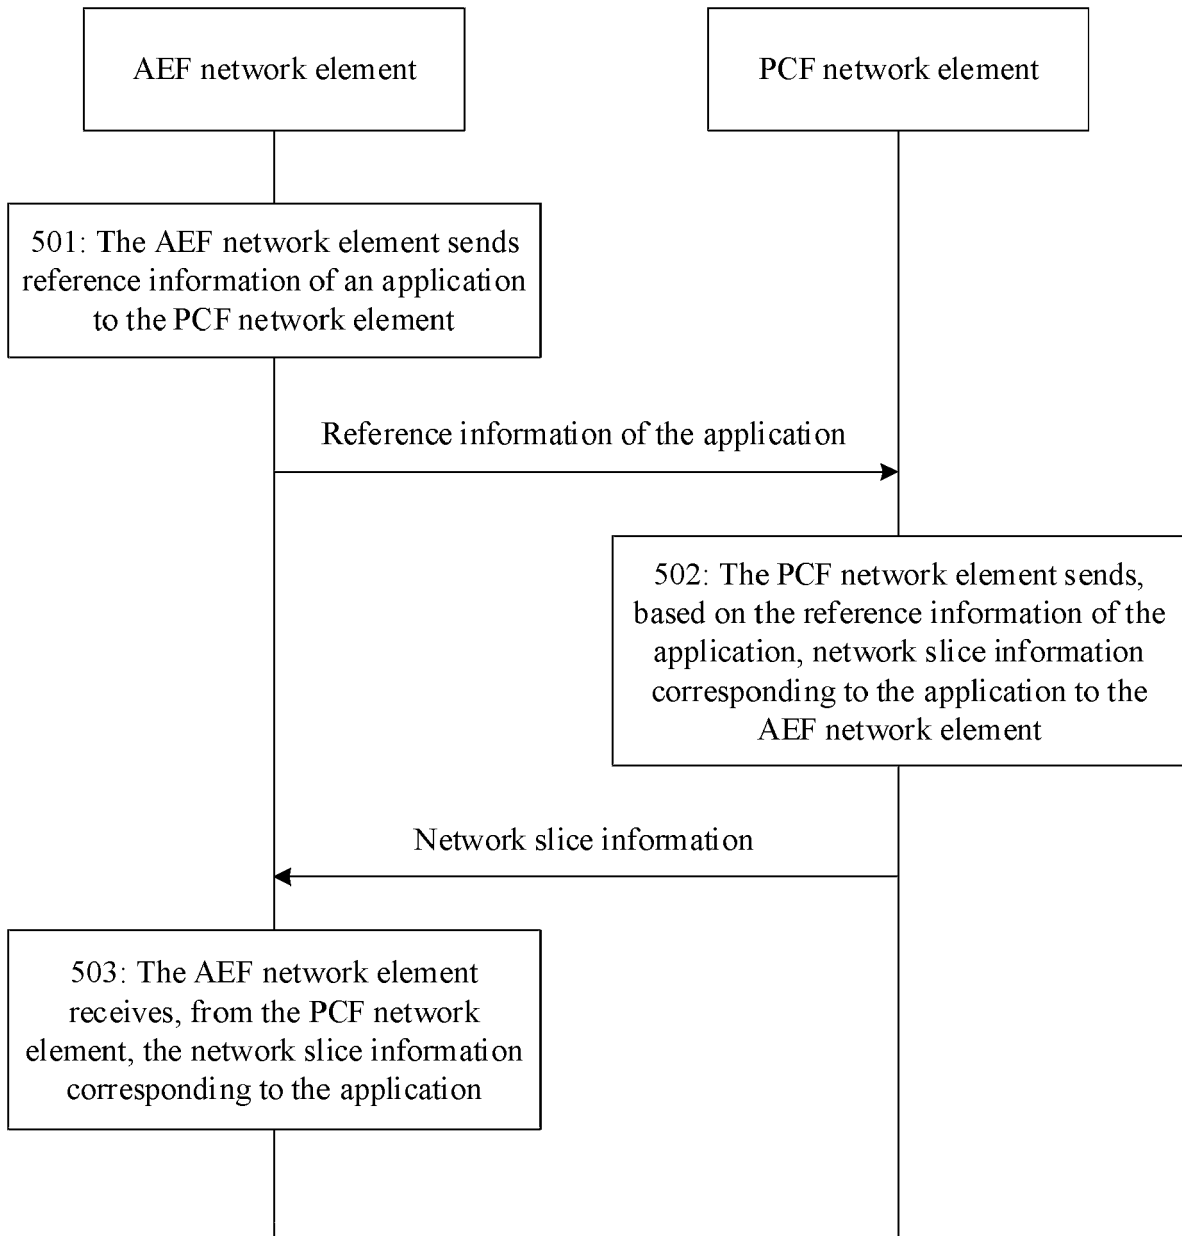 AEF network element
PCF network element
501: The AEF network element sends
reference information of an application
to the PCF network element
Reference information of the application
502: The PCF network element sends,
based on the reference information of the
application, network slice information
corresponding to the application to the
AEF network element
Network slice information
503: The AEF network element
receives, from the PCF network
element, the network slice information
corresponding to the application